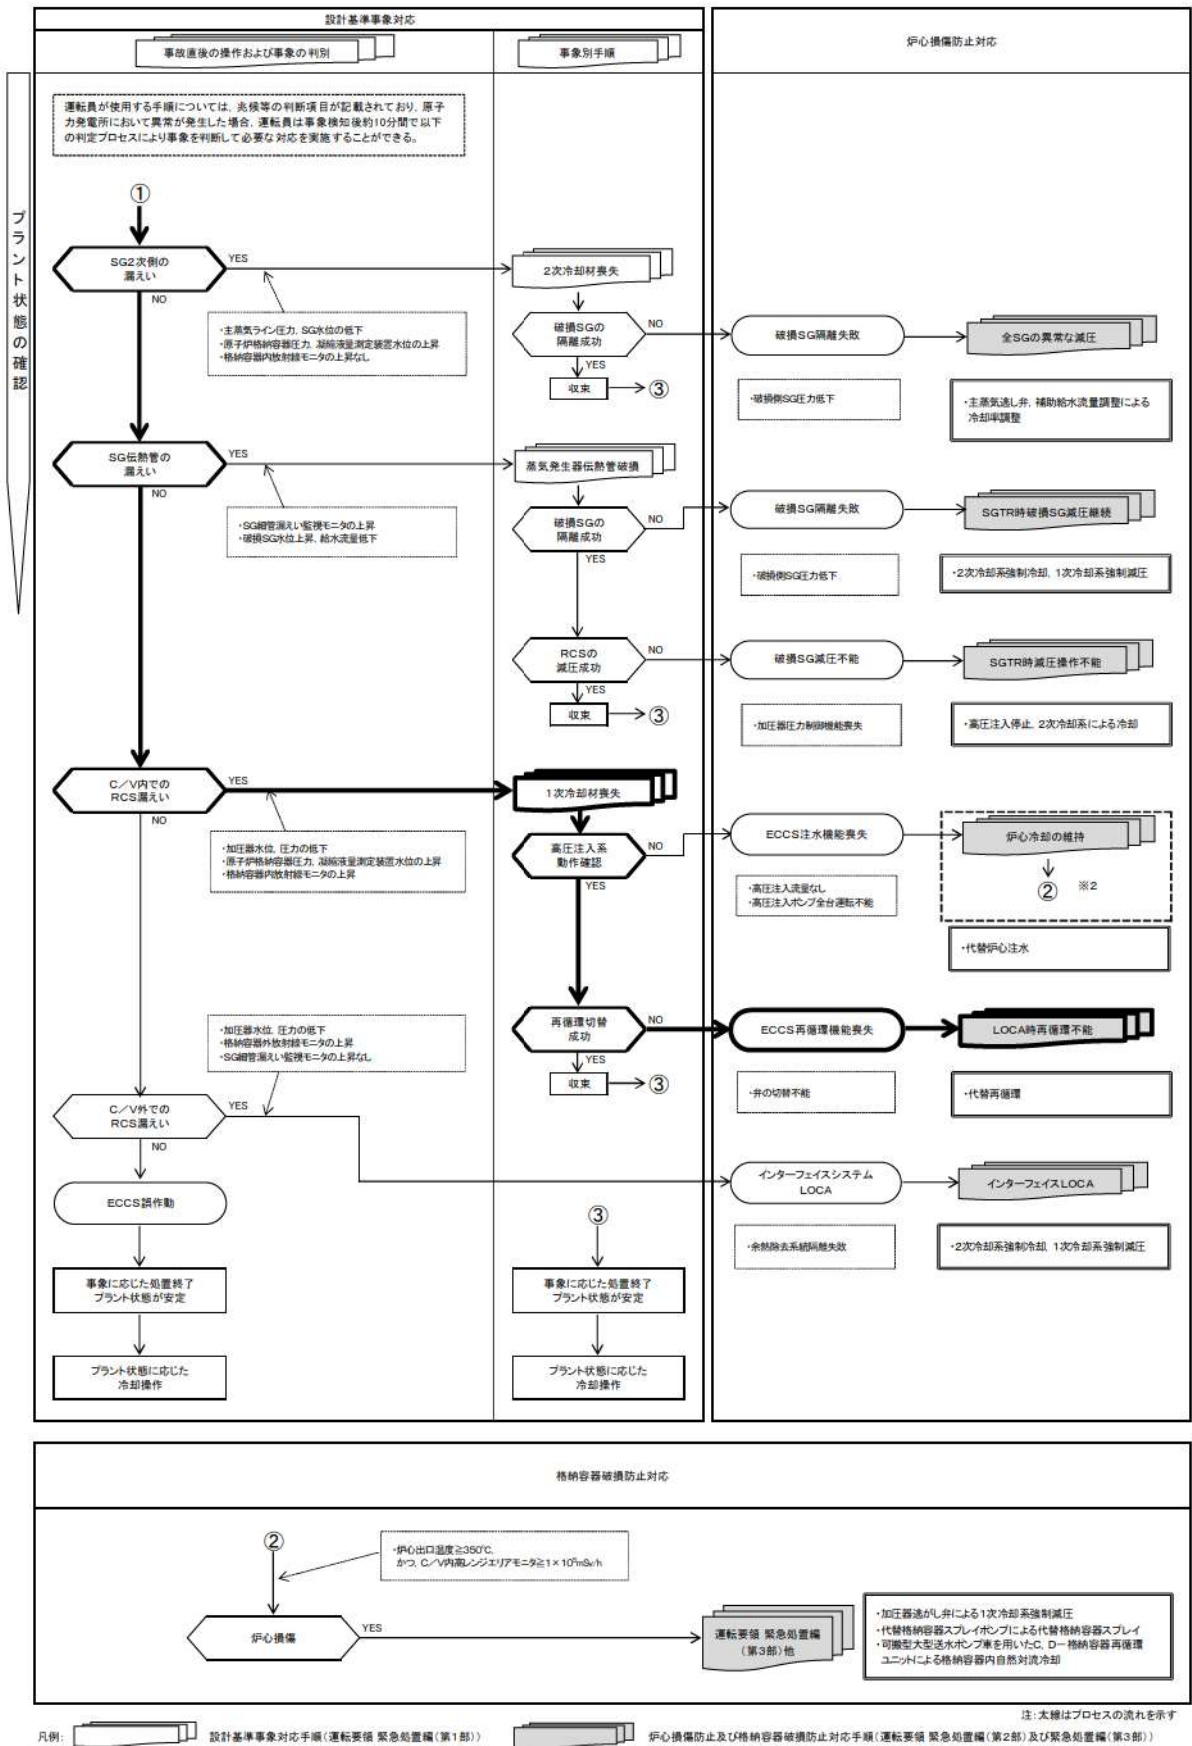 設計基準事象対応
事故直後の操作および事象の判別
事象別手順
炉心損傷防止対応
プラント状態の確認
運転員が使用する手順については、兆候等の判断項目が記載されており、原子
力発電所において異常が発生した場合、運転員は事象検知後約10分間で以下
の判定プロセスにより事象を判断して必要な対応を実施することができる。
①
SG2次側の
漏えい
YES
NO
・主蒸気ライン圧力、SG水位の低下
・原子炉格納容器圧力、凝縮液量測定装置水位の上昇
・格納容器内放射線モニタの上昇なし
2次冷却材喪失
破損SGの
隔離成功
NO
YES
収束
③
破損SG隔離失敗
・破損側SG圧力低下
全SGの異常な減圧
・主蒸気逃し弁、補助給水流量調整による
冷却率調整
SG伝熱管の
漏えい
YES
NO
・SG細管漏えい監視モニタの上昇
・破損SG水位上昇、給水流量低下
蒸気発生器伝熱管破損
破損SGの
隔離成功
NO
YES
破損SG隔離失敗
・破損側SG圧力低下
SGTR時破損SG減圧継続
・2次冷却系強制冷却、1次冷却系強制減圧
RCSの
減圧成功
NO
YES
収束
③
破損SG減圧不能
・加圧器圧力制御機能喪失
SGTR時減圧操作不能
・高圧注入停止、2次冷却系による冷却
C/V内での
RCS漏えい
YES
NO
・加圧器水位、圧力の低下
・原子炉格納容器圧力、凝縮液量測定装置水位の上昇
・格納容器内放射線モニタの上昇
1次冷却材喪失
高圧注入系
動作確認
NO
YES
ECCS注水機能喪失
・高圧注入流量なし
・高圧注入ポンプ全台運転不能
炉心冷却の維持
② ※2
・代替炉心注水
再循環切替
成功
NO
YES
収束
③
ECCS再循環機能喪失
・弁の切替不能
LOCA時再循環不能
・代替再循環
・加圧器水位、圧力の低下
・格納容器外放射線モニタの上昇
・SG細管漏えい監視モニタの上昇なし
C/V外での
RCS漏えい
YES
NO
インターフェイスシステム
LOCA
・余熱除去系統隔離失敗
インターフェイスLOCA
・2次冷却系強制冷却、1次冷却系強制減圧
ECCS誤作動
事象に応じた処置終了
プラント状態が安定
プラント状態に応じた
冷却操作
③
事象に応じた処置終了
プラント状態が安定
プラント状態に応じた
冷却操作
格納容器破損防止対応
②
・炉心出口温度≧350℃、
かつ、C/V内高レンジエリアモニタ≧1×10⁵mSv/h
炉心損傷
YES
運転要領 緊急処置編
(第3部)他
・加圧器逃がし弁による1次冷却系強制減圧
・代替格納容器スプレイポンプによる代替格納容器スプレイ
・可搬型大型送水ポンプ車を用いたC、D-格納容器再循環
ユニットによる格納容器内自然対流冷却
注:太線はプロセスの流れを示す
凡例:
設計基準事象対応手順(運転要領 緊急処置編(第1部))
炉心損傷防止及び格納容器破損防止対応手順(運転要領 緊急処置編(第2部)及び緊急処置編(第3部))